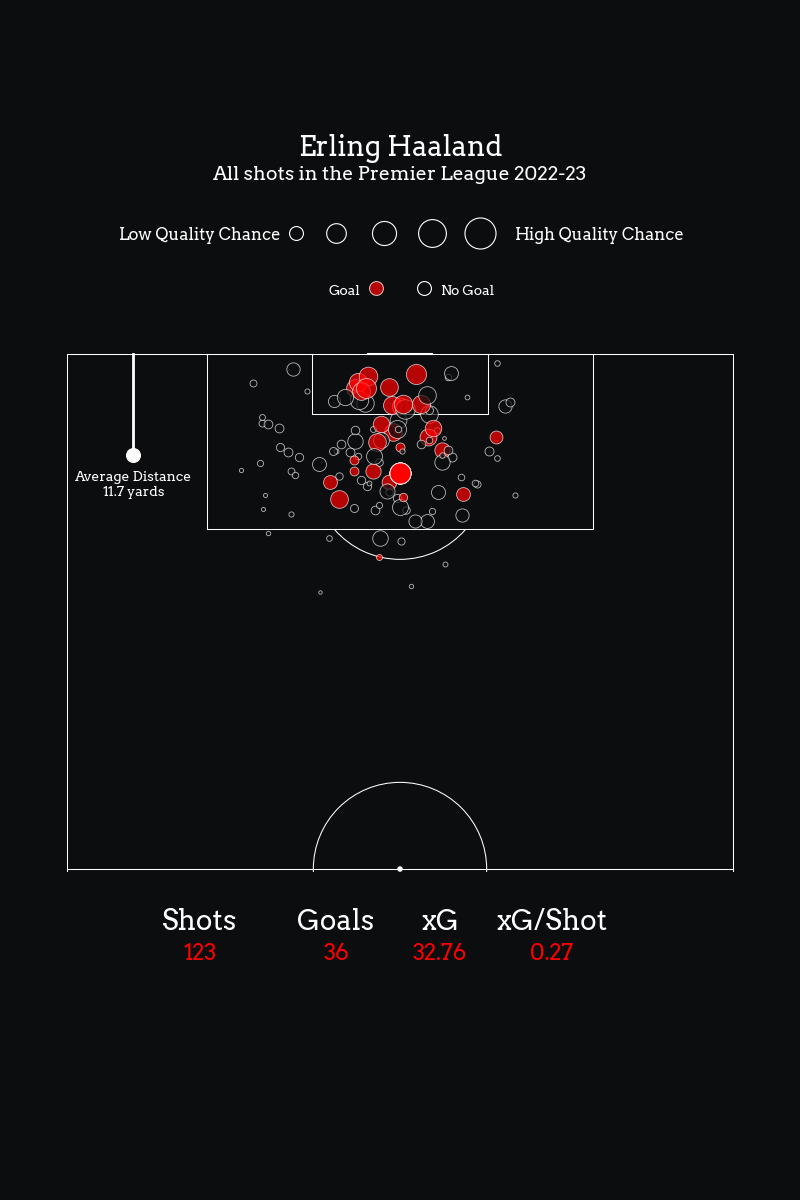 Erling Haaland
All shots in the Premier League 2022-23
Low Quality Chance High Quality Chance
Goal No Goal
Average Distance
11.7 yards
Shots Goals xG xG/Shot
123 36 32.76 0.27